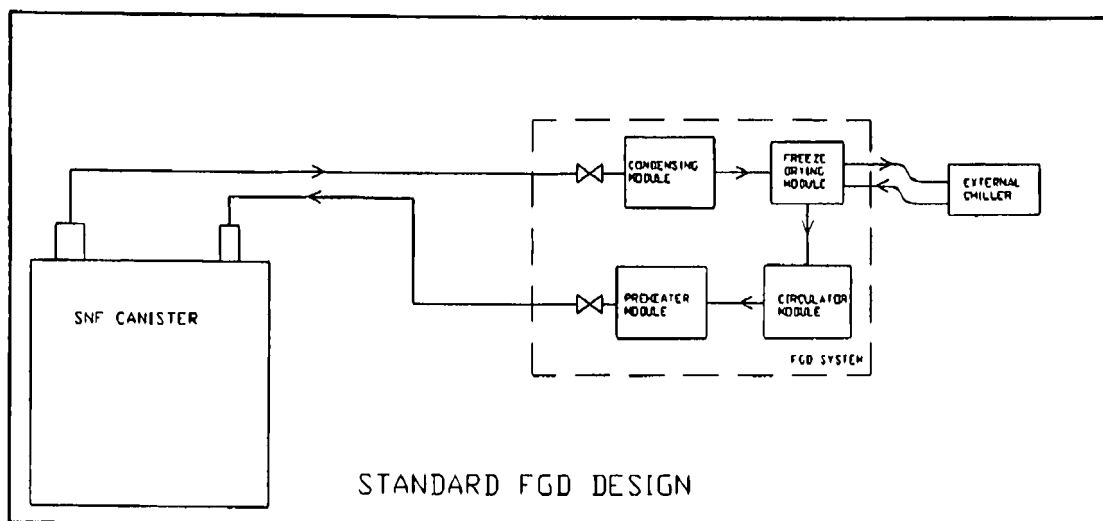 CONDENSING
MODULE
FREEZE
DRYING
MODULE
EXTERNAL
CHILLER
SNF CANISTER
PREHEATER
MODULE
CIRCULATOR
MODULE
FGD SYSTEM
STANDARD FGD DESIGN